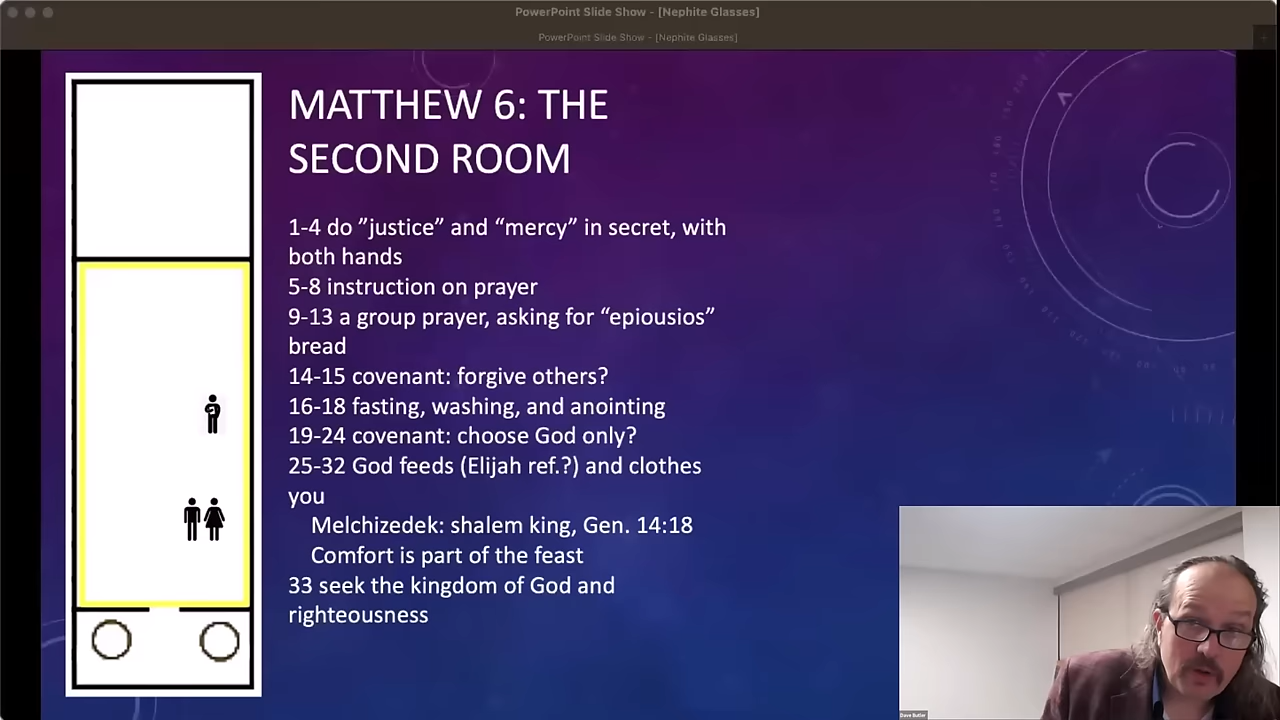 PowerPoint Slide Show - [Nephite Glasses]
PowerPoint Slide Show - [Nephite Glasses]
MATTHEW 6: THE
SECOND ROOM
1-4 do ”justice” and “mercy” in secret, with
both hands
5-8 instruction on prayer
9-13 a group prayer, asking for “epiousios”
bread
14-15 covenant: forgive others?
16-18 fasting, washing, and anointing
19-24 covenant: choose God only?
25-32 God feeds (Elijah ref.?) and clothes
you
Melchizedek: shalem king, Gen. 14:18
Comfort is part of the feast
33 seek the kingdom of God and
righteousness
Dave Butler